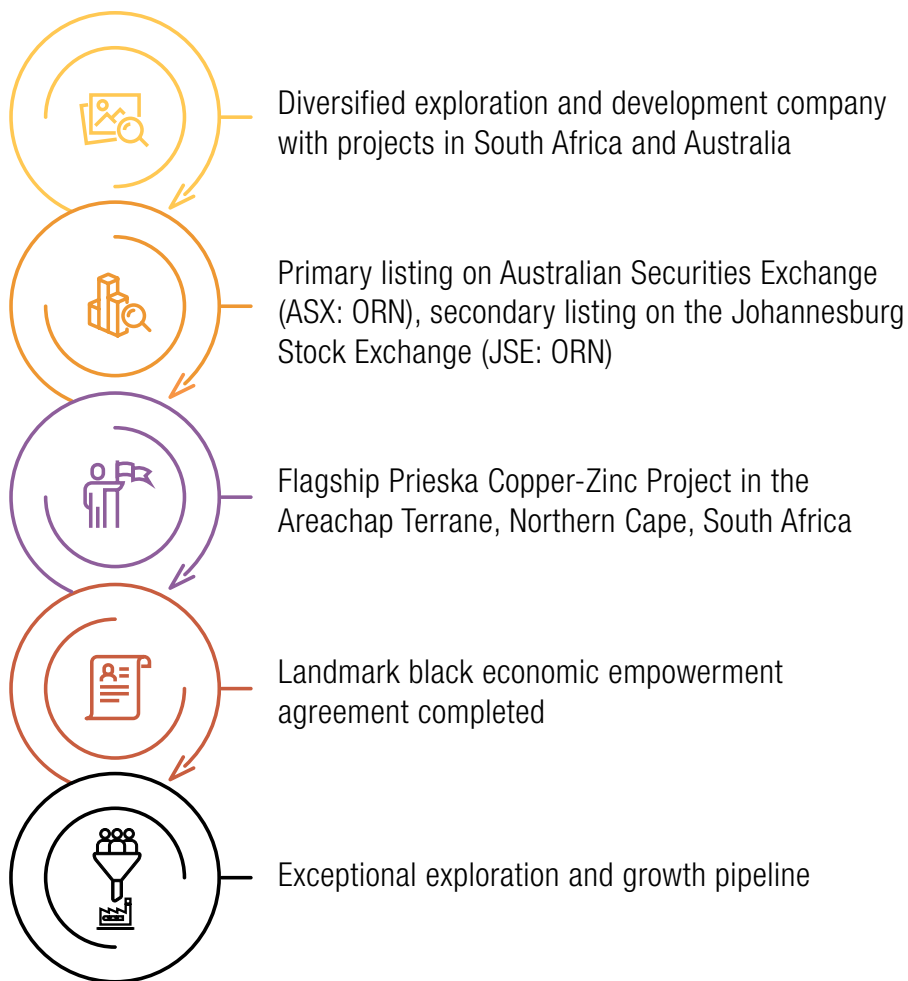 Diversified exploration and development company
with projects in South Africa and Australia
Primary listing on Australian Securities Exchange
(ASX: ORN), secondary listing on the Johannesburg
Stock Exchange (JSE: ORN)
Flagship Prieska Copper-Zinc Project in the
Areachap Terrane, Northern Cape, South Africa
Landmark black economic empowerment
agreement completed
Exceptional exploration and growth pipeline